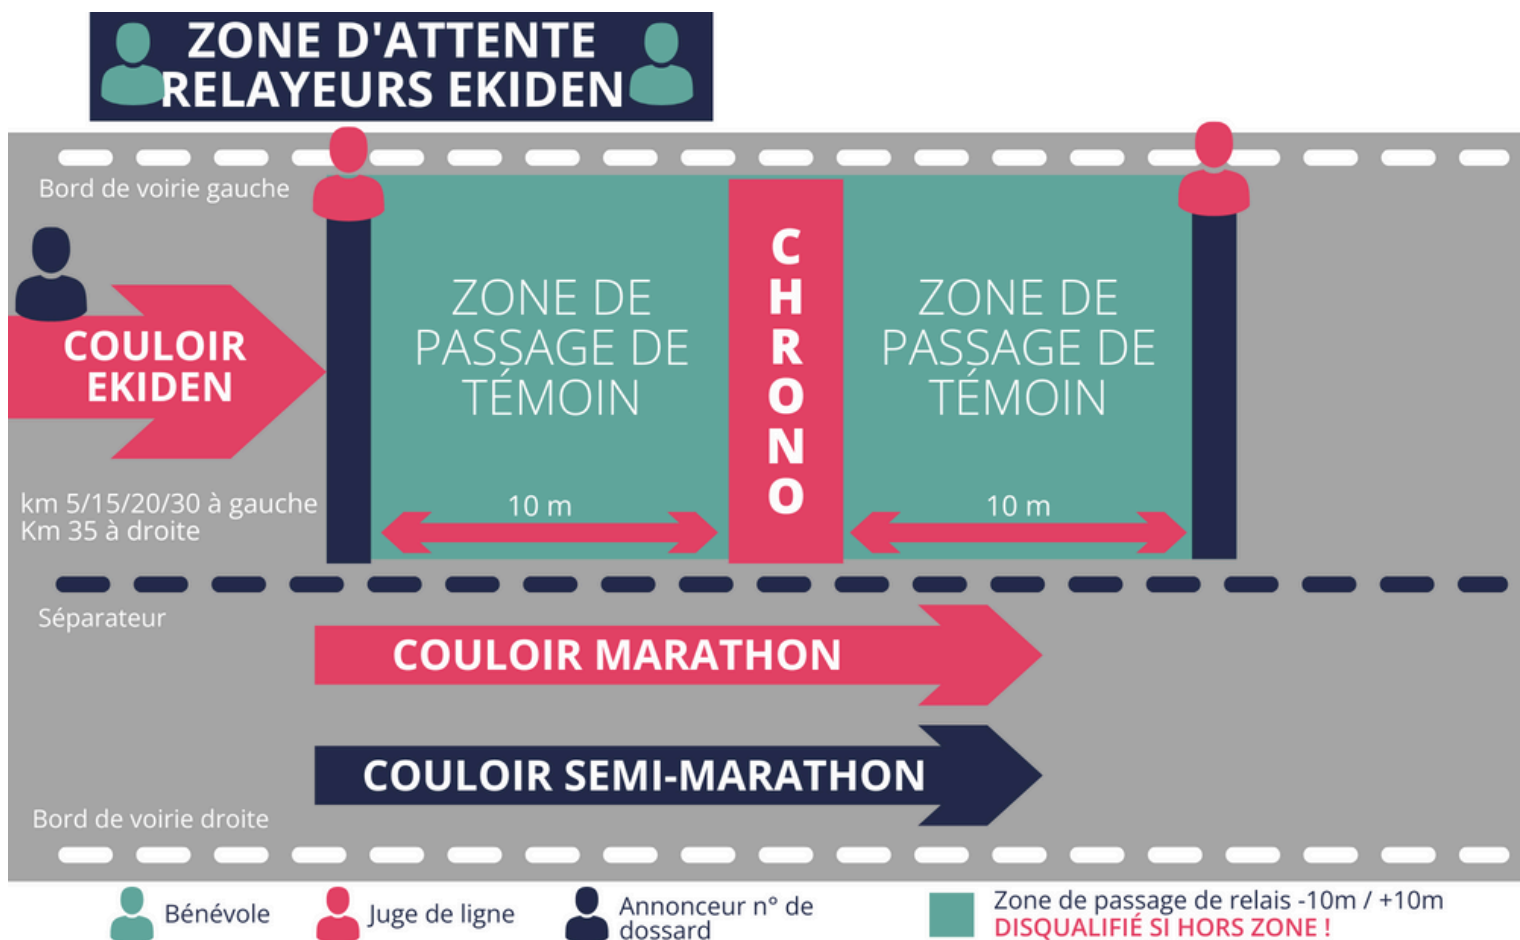 ZONE D'ATTENTE
RELAYEURS EKIDEN
Bord de voirie gauche
COULOIR
EKIDEN
km 5/15/20/30 à gauche
Km 35 à droite
ZONE DE
PASSAGE DE
TÉMOIN
10 m
CHRONO
ZONE DE
PASSAGE DE
TÉMOIN
10 m
Séparateur
COULOIR MARATHON
COULOIR SEMI-MARATHON
Bord de voirie droite
Bénévole
Juge de ligne
Annonceur n° de
dossard
Zone de passage de relais -10m / +10m
DISQUALIFIÉ SI HORS ZONE !